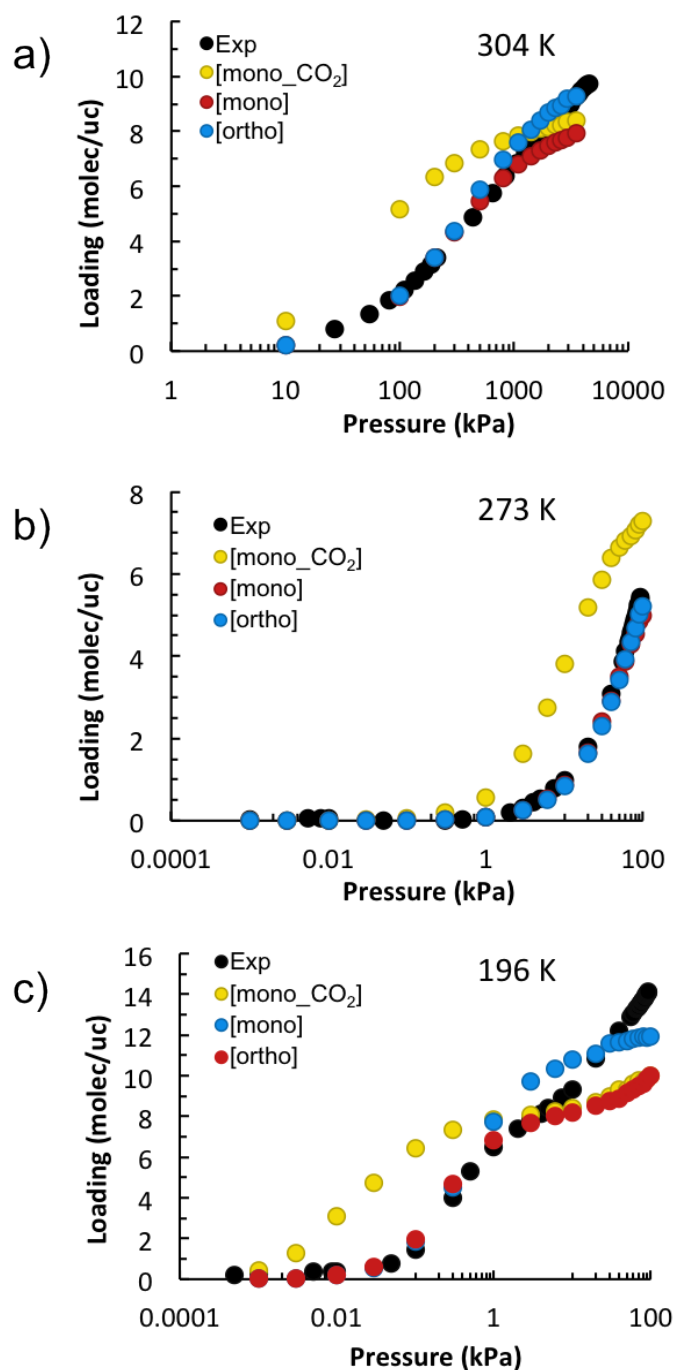 a)
304 K
Exp
[mono_CO₂]
[mono]
[ortho]
Loading (molec/uc)
12
10
8
6
4
2
0
1 10 100 1000 10000
Pressure (kPa)
b)
273 K
Exp
[mono_CO₂]
[mono]
[ortho]
Loading (molec/uc)
8
6
4
2
0
0.0001 0.01 1 100
Pressure (kPa)
c)
196 K
Exp
[mono_CO₂]
[mono]
[ortho]
Loading (molec/uc)
16
14
12
10
8
6
4
2
0
0.0001 0.01 1 100
Pressure (kPa)